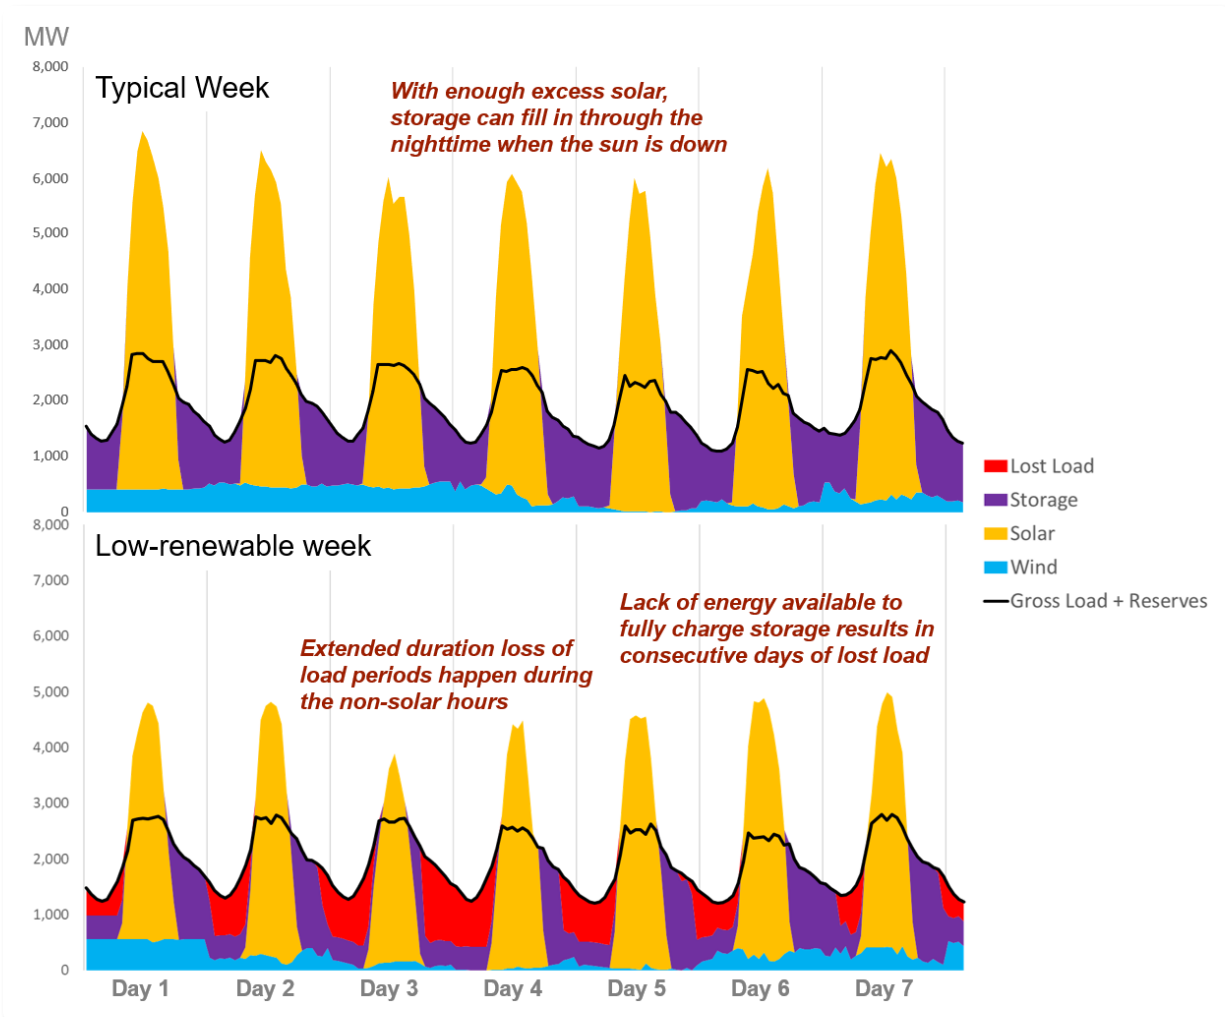 MW
8,000
Typical Week
With enough excess solar,
storage can fill in through the
nighttime when the sun is down
7,000
6,000
5,000
4,000
3,000
2,000
1,000
0
Lost Load
Storage
Solar
Wind
Gross Load + Reserves
8,000
Low-renewable week
7,000
6,000
5,000
4,000
3,000
2,000
1,000
0
Extended duration loss of
load periods happen during
the non-solar hours
Lack of energy available to
fully charge storage results in
consecutive days of lost load
Day 1
Day 2
Day 3
Day 4
Day 5
Day 6
Day 7